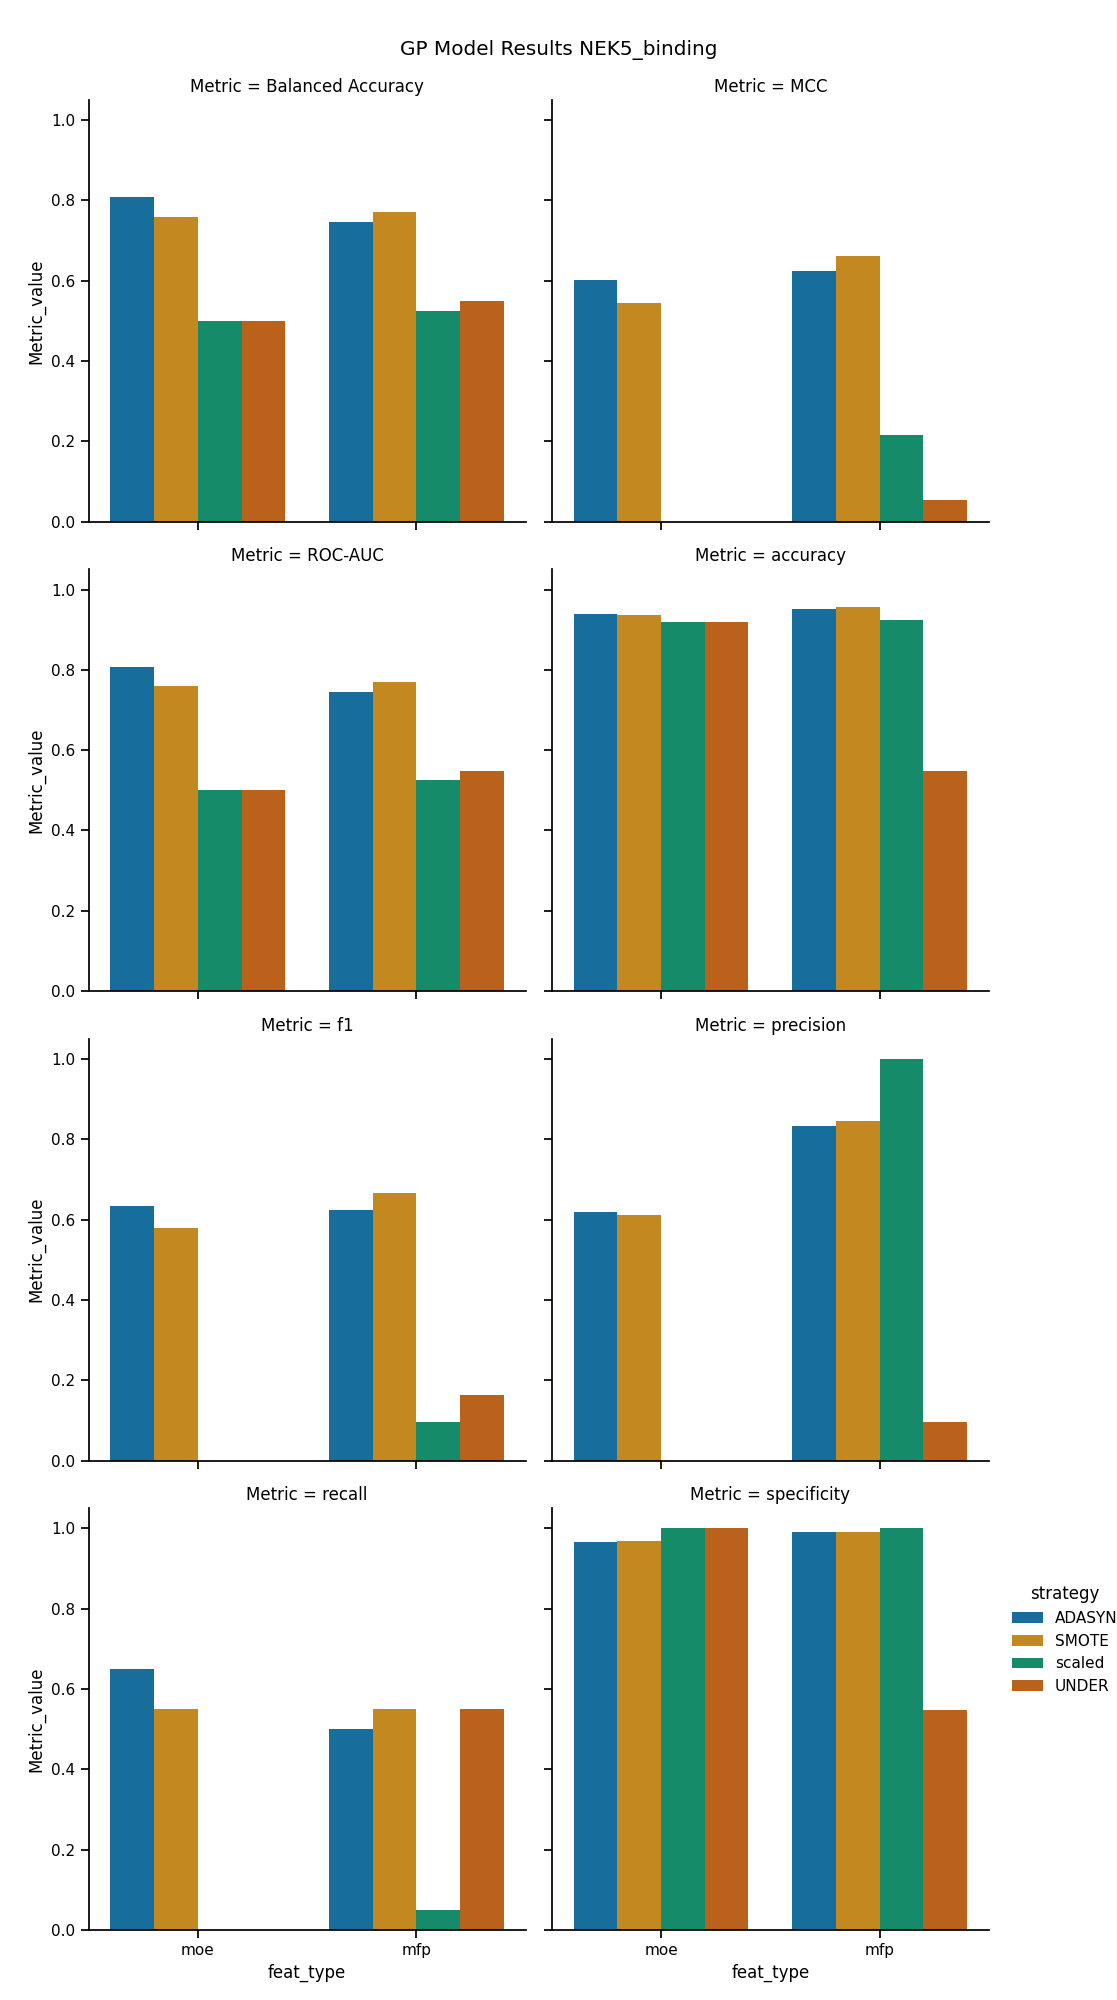 GP Model Results NEK5_binding
Metric = Balanced Accuracy
Metric = MCC
1.0
0.8
0.6
0.4
0.2
0.0
Metric_value
Metric = ROC-AUC
Metric = accuracy
1.0
0.8
0.6
0.4
0.2
0.0
Metric_value
Metric = f1
Metric = precision
1.0
0.8
0.6
0.4
0.2
0.0
Metric_value
Metric = recall
Metric = specificity
1.0
0.8
0.6
0.4
0.2
0.0
Metric_value
moe
mfp
feat_type
moe
mfp
feat_type
strategy
ADASYN
SMOTE
scaled
UNDER